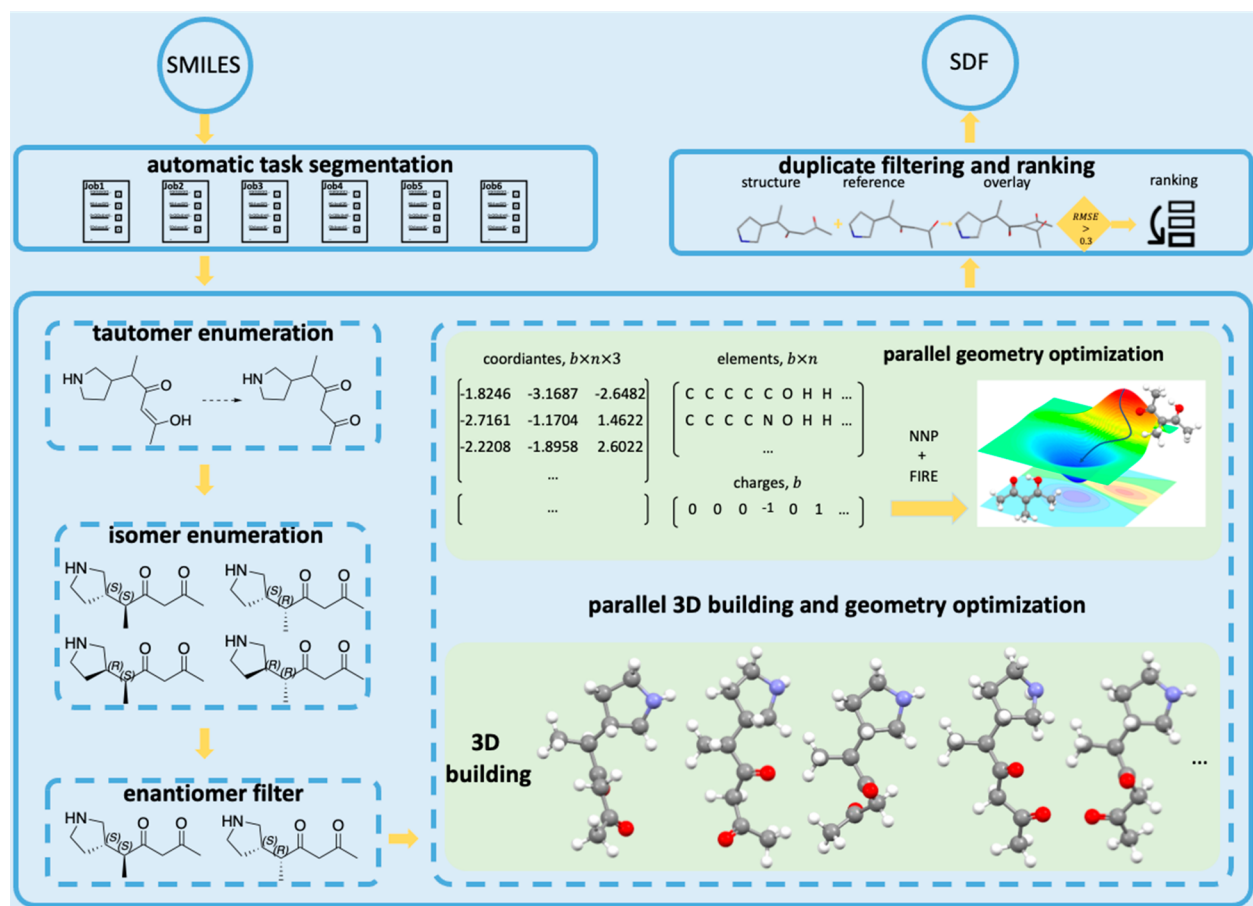 SMILES
SDF
automatic task segmentation
Job1 Job2 Job3 Job4 Job5 Job6
duplicate filtering and ranking
structure reference overlay ranking
+
RMSE
>
0.3
tautomer enumeration
HN O HN O
OH O
isomer enumeration
HN O O HN O O
(S) (S) (S) (R)
HN O O HN O O
(R) (S) (R) (R)
enantiomer filter
HN O O HN O O
(S) (S) (S) (R)
coordiantes, b×n×3
-1.8246 -3.1687 -2.6482
-2.7161 -1.1704 1.4622
-2.2208 -1.8958 2.6022
...
...
elements, b×n
C C C C C O H H ...
C C C C N O H H ...
...
charges, b
0 0 0 -1 0 1 ...
parallel geometry optimization
NNP
+
FIRE
parallel 3D building and geometry optimization
3D
building
...